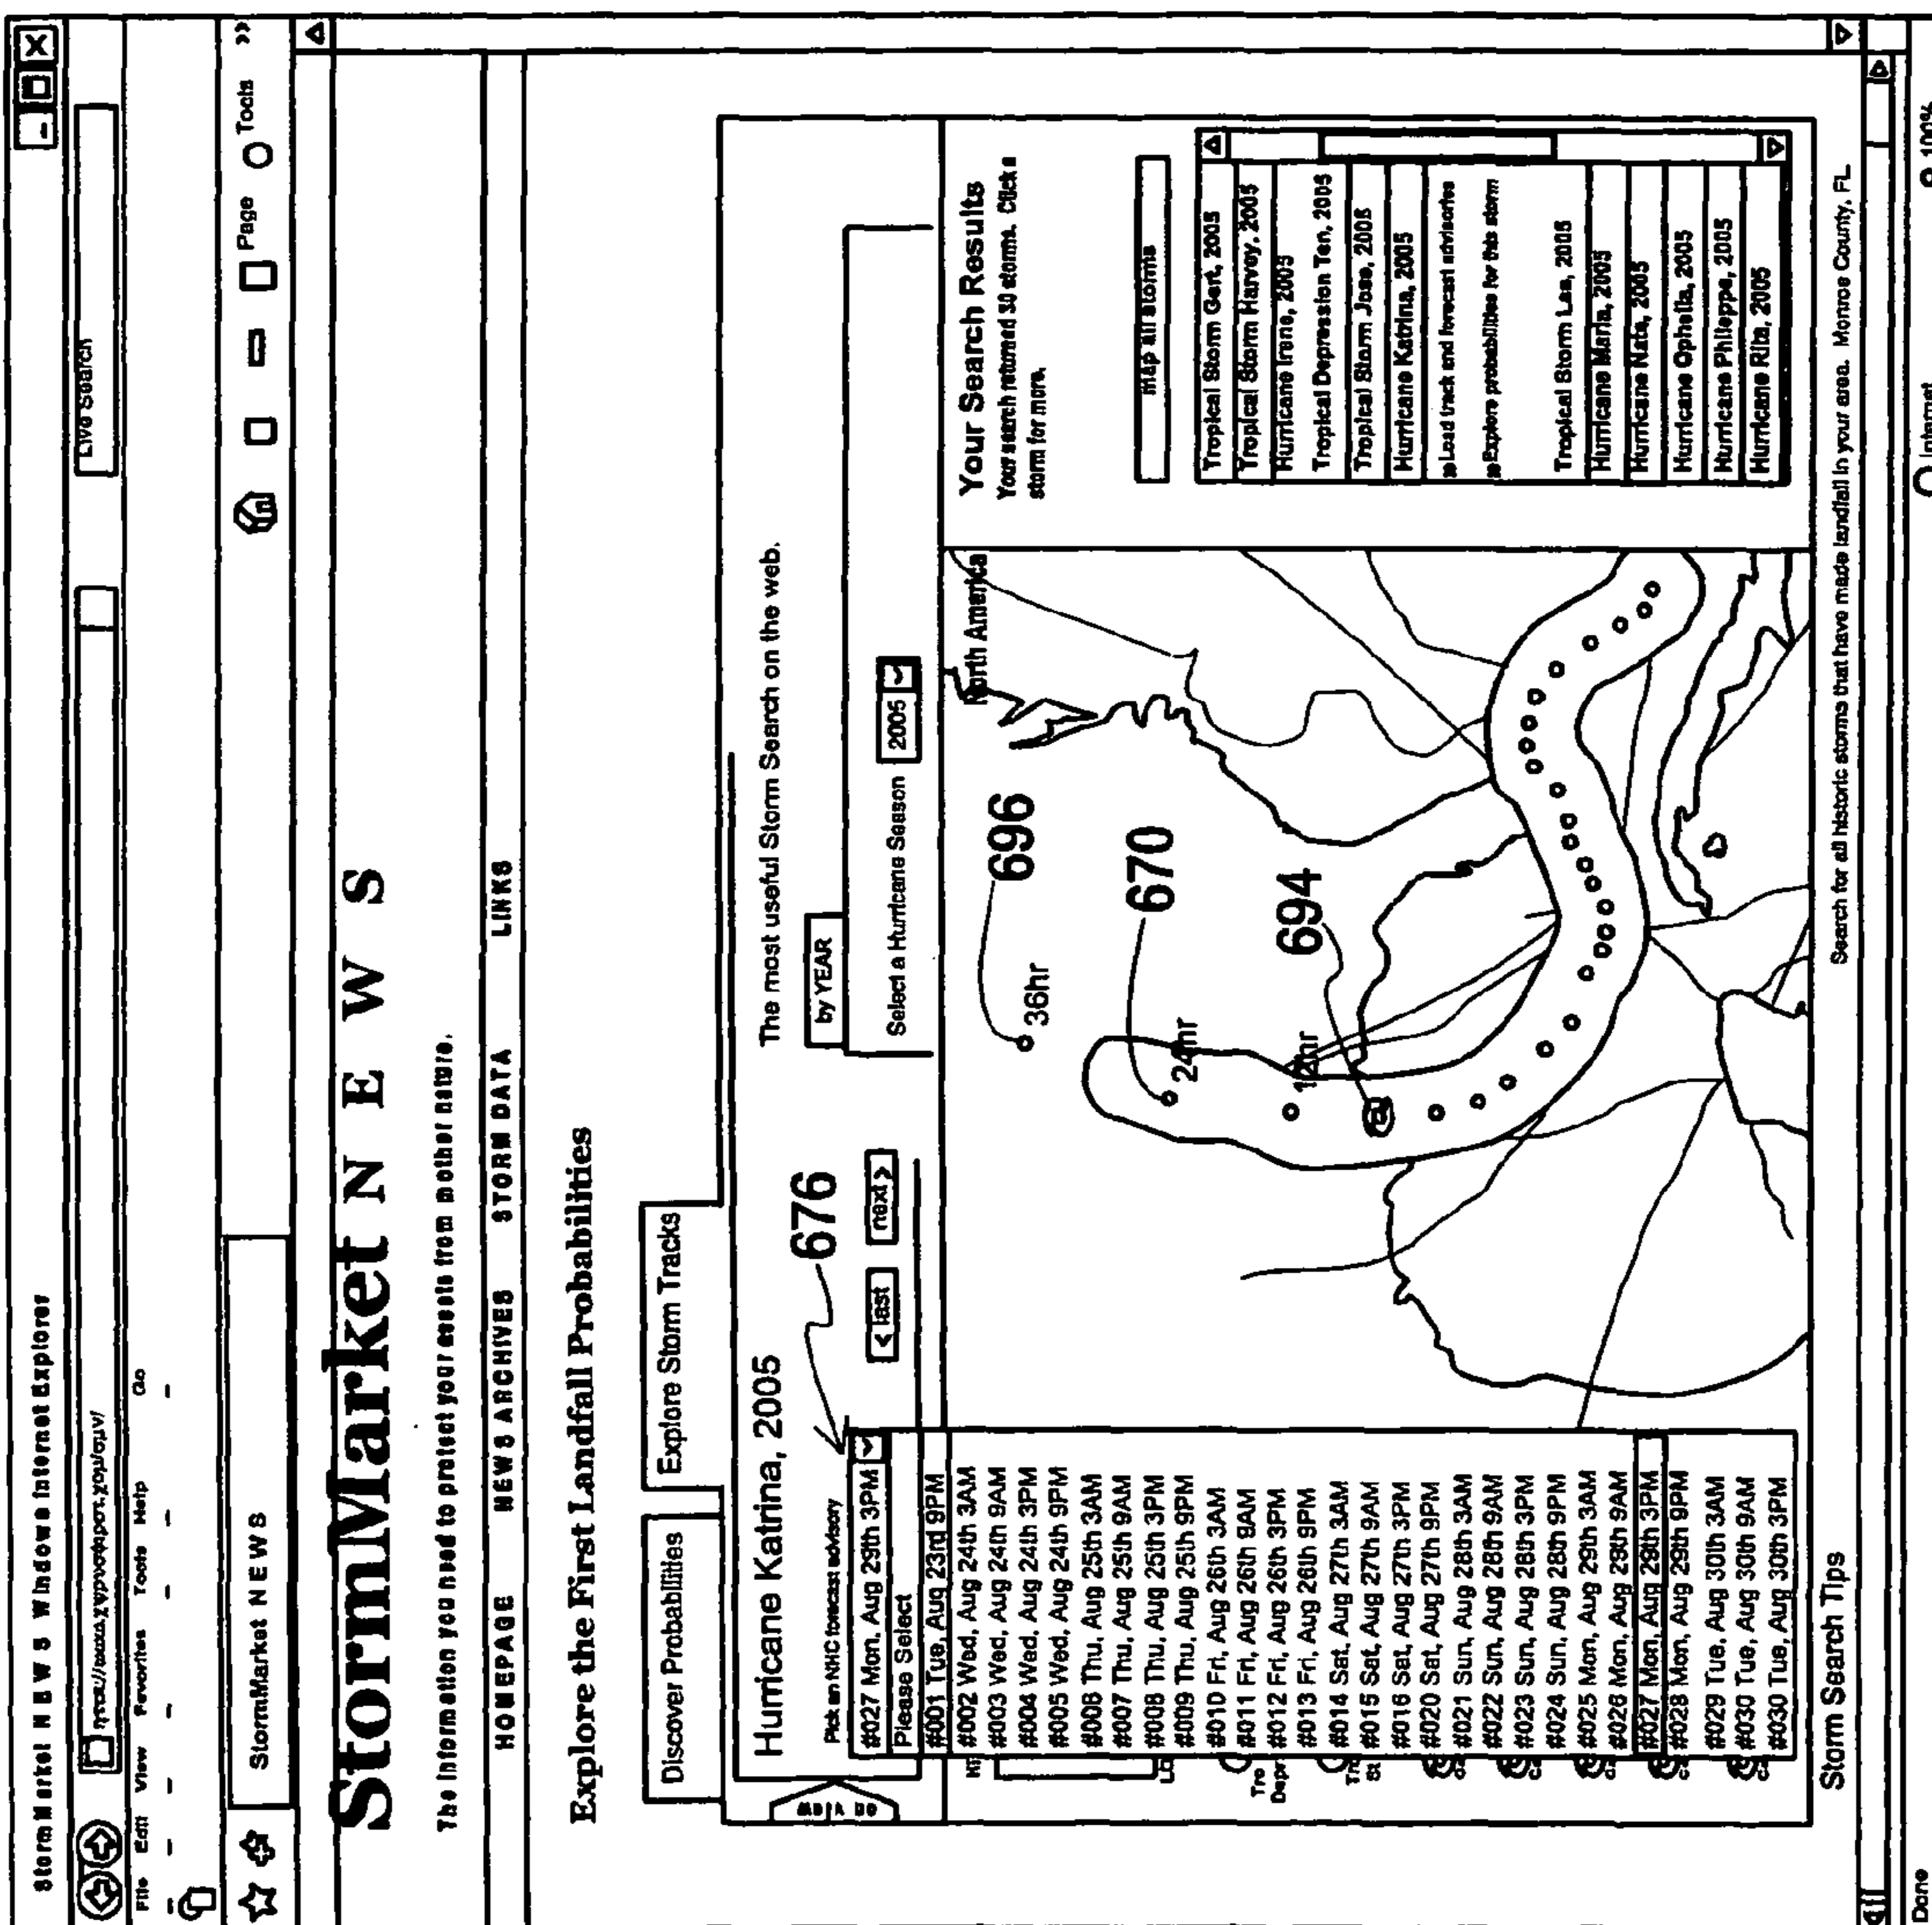 StormMarket NEWS Windows Internet Explorer
ηττπ://
Live Search
File Edit View Favorites Tools Help Go
StormMarket NEWS
Page Tools »
StormMarket NEWS
The information you need to protect your assets from mother nature.
HOMEPAGE NEWS ARCHIVES STORM DATA LINKS
Explore the First Landfall Probabilities
Discover Probabilities
Explore Storm Tracks
Hurricane Katrina, 2005
676
The most useful Storm Search on the web.
Pick an NHC forecast advisory
#027 Mon, Aug 29th 3PM
< last
next >
by YEAR
Select a Hurricane Season 2005
Please Select
#001 Tue, Aug 23rd 9PM
#002 Wed, Aug 24th 3AM
#003 Wed, Aug 24th 9AM
#004 Wed, Aug 24th 3PM
#005 Wed, Aug 24th 9PM
#006 Thu, Aug 25th 3AM
#007 Thu, Aug 25th 9AM
#008 Thu, Aug 25th 3PM
#009 Thu, Aug 25th 9PM
#010 Fri, Aug 26th 3AM
#011 Fri, Aug 26th 9AM
#012 Fri, Aug 26th 3PM
#013 Fri, Aug 26th 9PM
#014 Sat, Aug 27th 3AM
#015 Sat, Aug 27th 9AM
#016 Sat, Aug 27th 3PM
#020 Sat, Aug 27th 9PM
#021 Sun, Aug 28th 3AM
#022 Sun, Aug 28th 9AM
#023 Sun, Aug 28th 3PM
#024 Sun, Aug 28th 9PM
#025 Mon, Aug 29th 3AM
#026 Mon, Aug 29th 9AM
#027 Mon, Aug 29th 3PM
#028 Mon, Aug 29th 9PM
#029 Tue, Aug 30th 3AM
#030 Tue, Aug 30th 9AM
#030 Tue, Aug 30th 3PM
Tro
Depr
St
North America
696
36hr
670
24hr
694
12hr
Your Search Results
Your search returned 30 storms. Click a
storm for more.
map all storms
Tropical Storm Gert, 2005
Tropical Storm Harvey, 2005
Hurricane Irene, 2005
Tropical Depression Ten, 2005
Tropical Storm Jose, 2005
Hurricane Katrina, 2005
» Load track and forecast advisories
» Explore probabilities for this storm
Tropical Storm Lee, 2005
Hurricane Maria, 2005
Hurricane Nate, 2005
Hurricane Ophelia, 2005
Hurricane Phileppe, 2005
Hurricane Rita, 2005
Storm Search Tips
Search for all historic storms that have made landfall in your area. Monroe County, FL
Done
Internet
100%